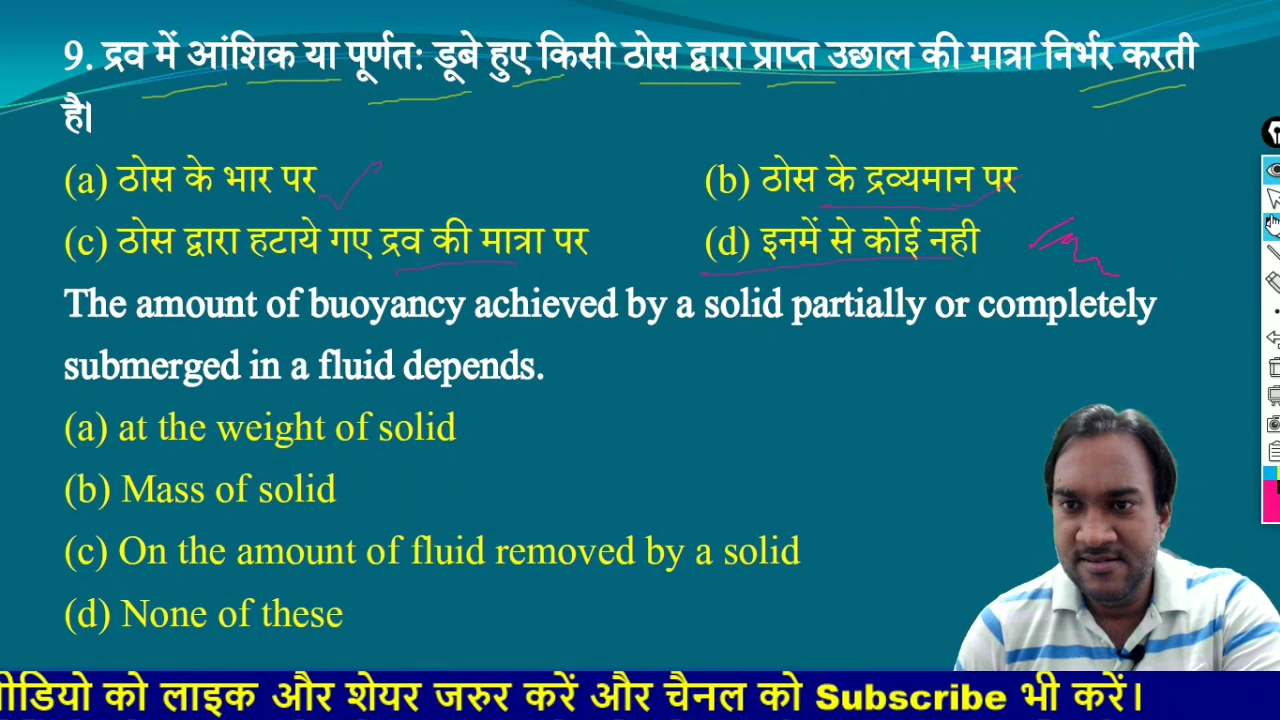 9. द्रव में आंशिक या पूर्णत: डूबे हुए किसी ठोस द्वारा प्राप्त उछाल की मात्रा निर्भर करती
है।
(a) ठोस के भार पर (b) ठोस के द्रव्यमान पर
(c) ठोस द्वारा हटाये गए द्रव की मात्रा पर (d) इनमें से कोई नही
The amount of buoyancy achieved by a solid partially or completely
submerged in a fluid depends.
(a) at the weight of solid
(b) Mass of solid
(c) On the amount of fluid removed by a solid
(d) None of these
को लाइक और शेयर जरुर करें और चैनल को Subscribe भी करें।